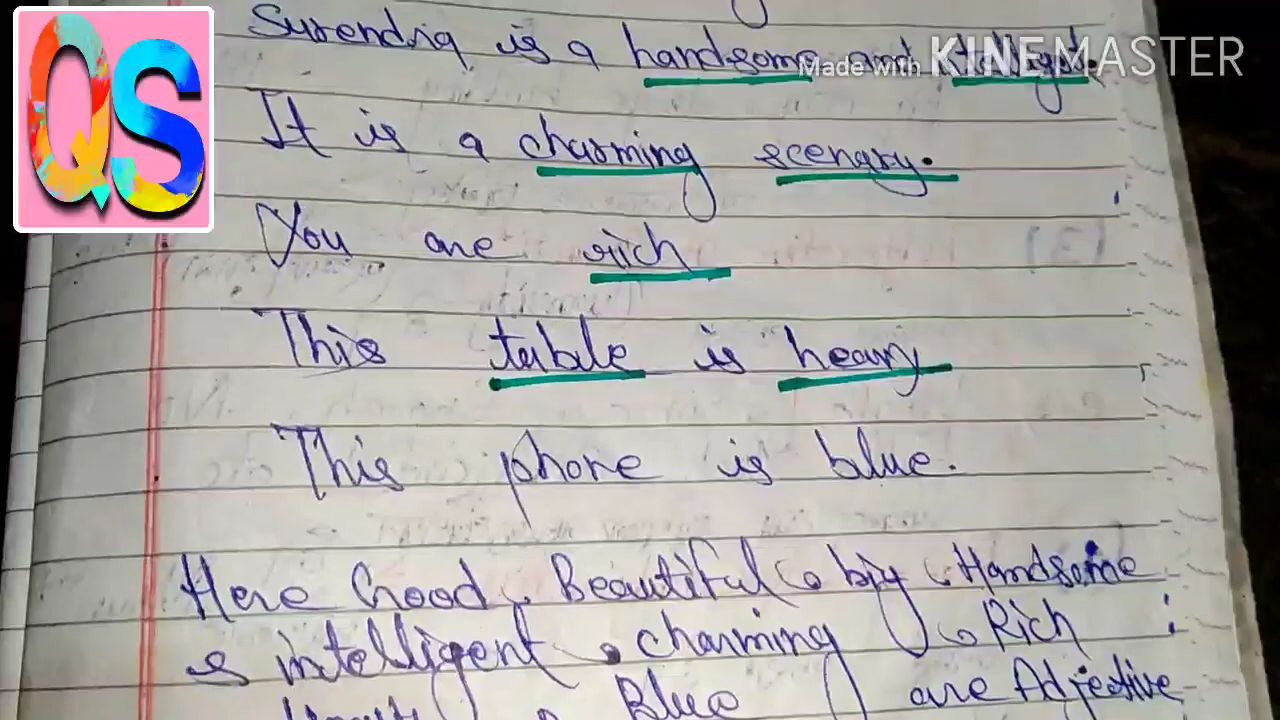 Surendra is a handsome and
Made with KINEMASTER
QS
It is a charming scenary.
You are rich
This table is heavy
This phone is blue.
Here Good, Beautiful, big, Handsome
intelligent, charming, Rich
Blue are Adjective